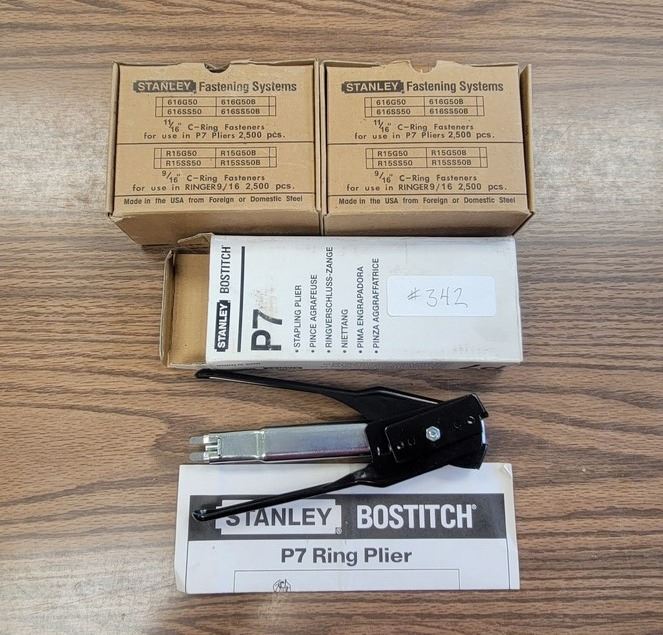 STANLEY Fastening Systems
616G50 616G50B
616SS50 616SS50B
11/16" C-Ring Fasteners
for use in P7 Pliers 2,500 pcs.
R15G50 R15G50B
R15SS50 R15SS50B
9/16" C-Ring Fasteners
for use in RINGER9/16 2,500 pcs.
Made in the USA from Foreign or Domestic Steel
STANLEY Fastening Systems
616G50 616G50B
616SS50 616SS50B
11/16" C-Ring Fasteners
for use in P7 Pliers 2,500 pcs.
R15G50 R15G50B
R15SS50 R15SS50B
9/16" C-Ring Fasteners
for use in RINGER9/16 2,500 pcs.
Made in the USA from Foreign or Domestic Steel
STANLEY BOSTITCH
P7
• STAPLING PLIER
• PINCE AGRAFEUSE
• RINGVERSCHLUSS-ZANGE
• NIETTANG
• PIMA ENGRAPADORA
• PINZA AGGRAFFATRICE
#342
STANLEY BOSTITCH®
P7 Ring Plier